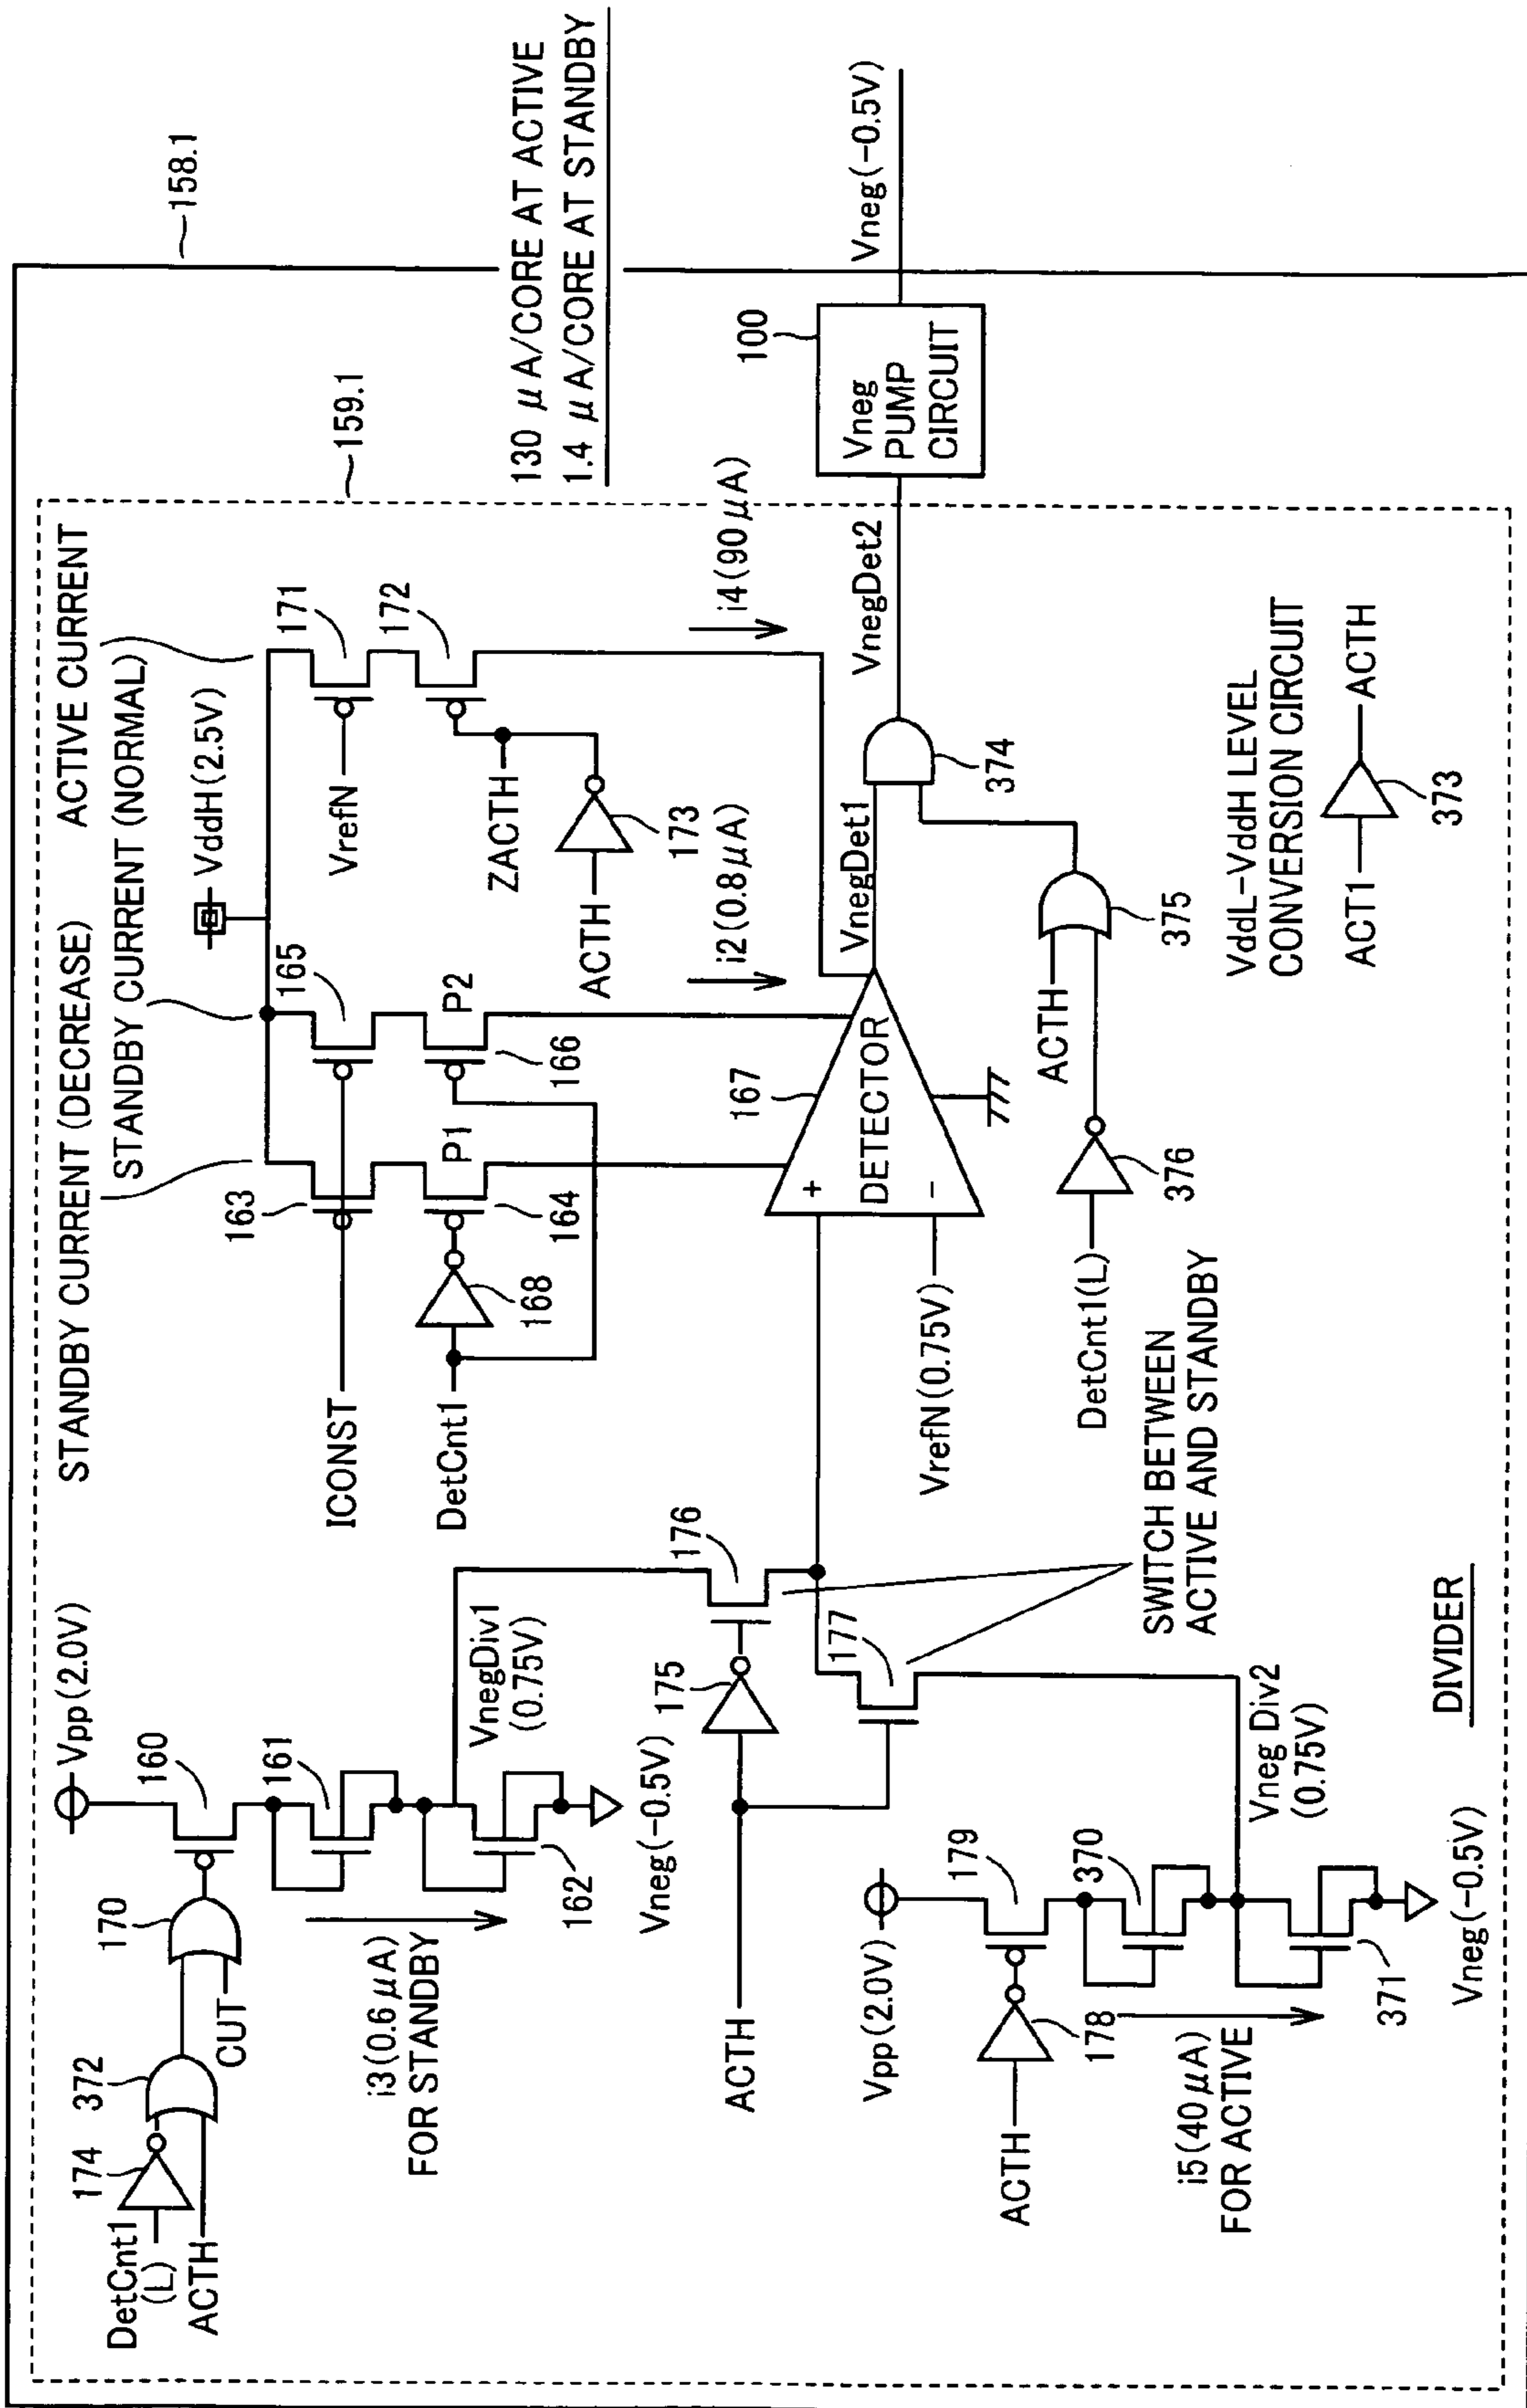 158.1
130 μA/CORE AT ACTIVE
1.4 μA/CORE AT STANDBY
159.1
STANDBY CURRENT (DECREASE)
ACTIVE CURRENT
STANDBY CURRENT (NORMAL)
VddH(2.5V)
Vpp(2.0V)
DetCnt1
(L)
ACTH
174
372
CUT
170
160
161
162
i3(0.6μA)
FOR STANDBY
VnegDiv1
(0.75V)
Vneg(-0.5V)
ICONST
DetCnt1
163
164
P1
168
165
166
P2
VrefN
171
172
ZACTH
ACTH
173
i2(0.8μA)
i4(90μA)
ACTH
175
176
177
SWITCH BETWEEN
ACTIVE AND STANDBY
167
+
DETECTOR
-
VrefN(0.75V)
VnegDet1
374
VnegDet2
100
Vneg
PUMP
CIRCUIT
Vneg(-0.5V)
DetCnt1(L)
376
ACTH
375
Vpp(2.0V)
ACTH
178
179
370
371
i5(40μA)
FOR ACTIVE
Vneg Div2
(0.75V)
Vneg(-0.5V)
DIVIDER
VddL-VddH LEVEL
CONVERSION CIRCUIT
ACT1
ACTH
373